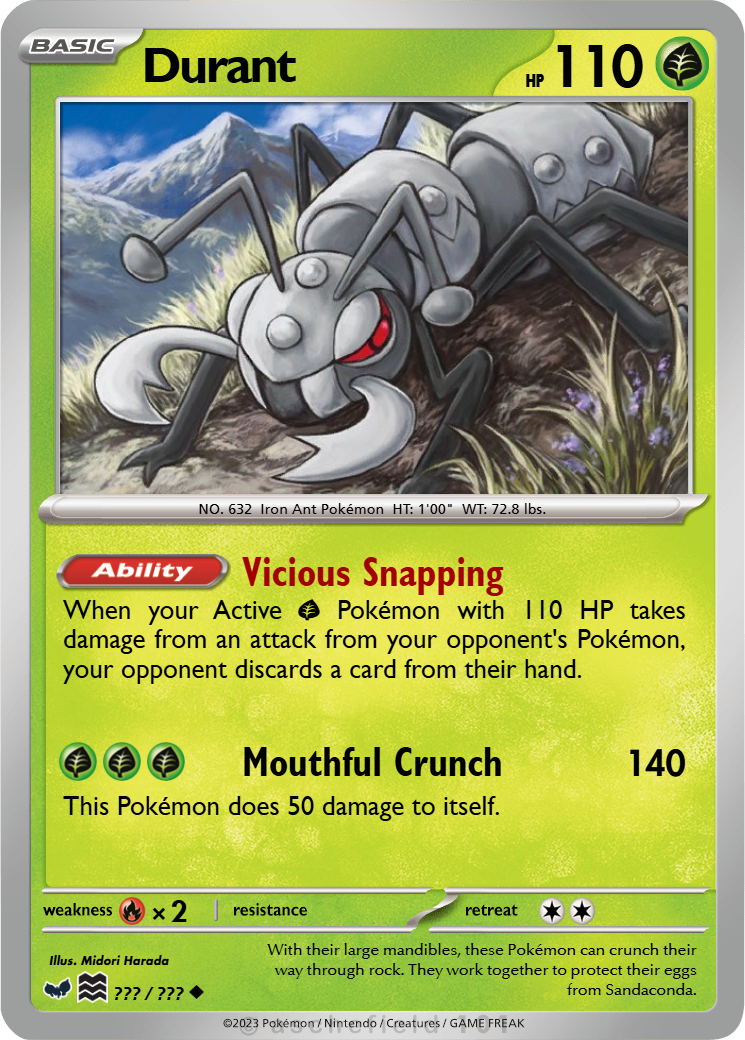 BASIC
Durant
HP 110
NO. 632 Iron Ant Pokémon HT: 1'00" WT: 72.8 lbs.
Ability Vicious Snapping
When your Active Pokémon with 110 HP takes
damage from an attack from your opponent's Pokémon,
your opponent discards a card from their hand.
Mouthful Crunch 140
This Pokémon does 50 damage to itself.
weakness × 2 resistance retreat
Illus. Midori Harada
??? / ???
With their large mandibles, these Pokémon can crunch their
way through rock. They work together to protect their eggs
from Sandaconda.
©2023 Pokémon / Nintendo / Creatures / GAME FREAK